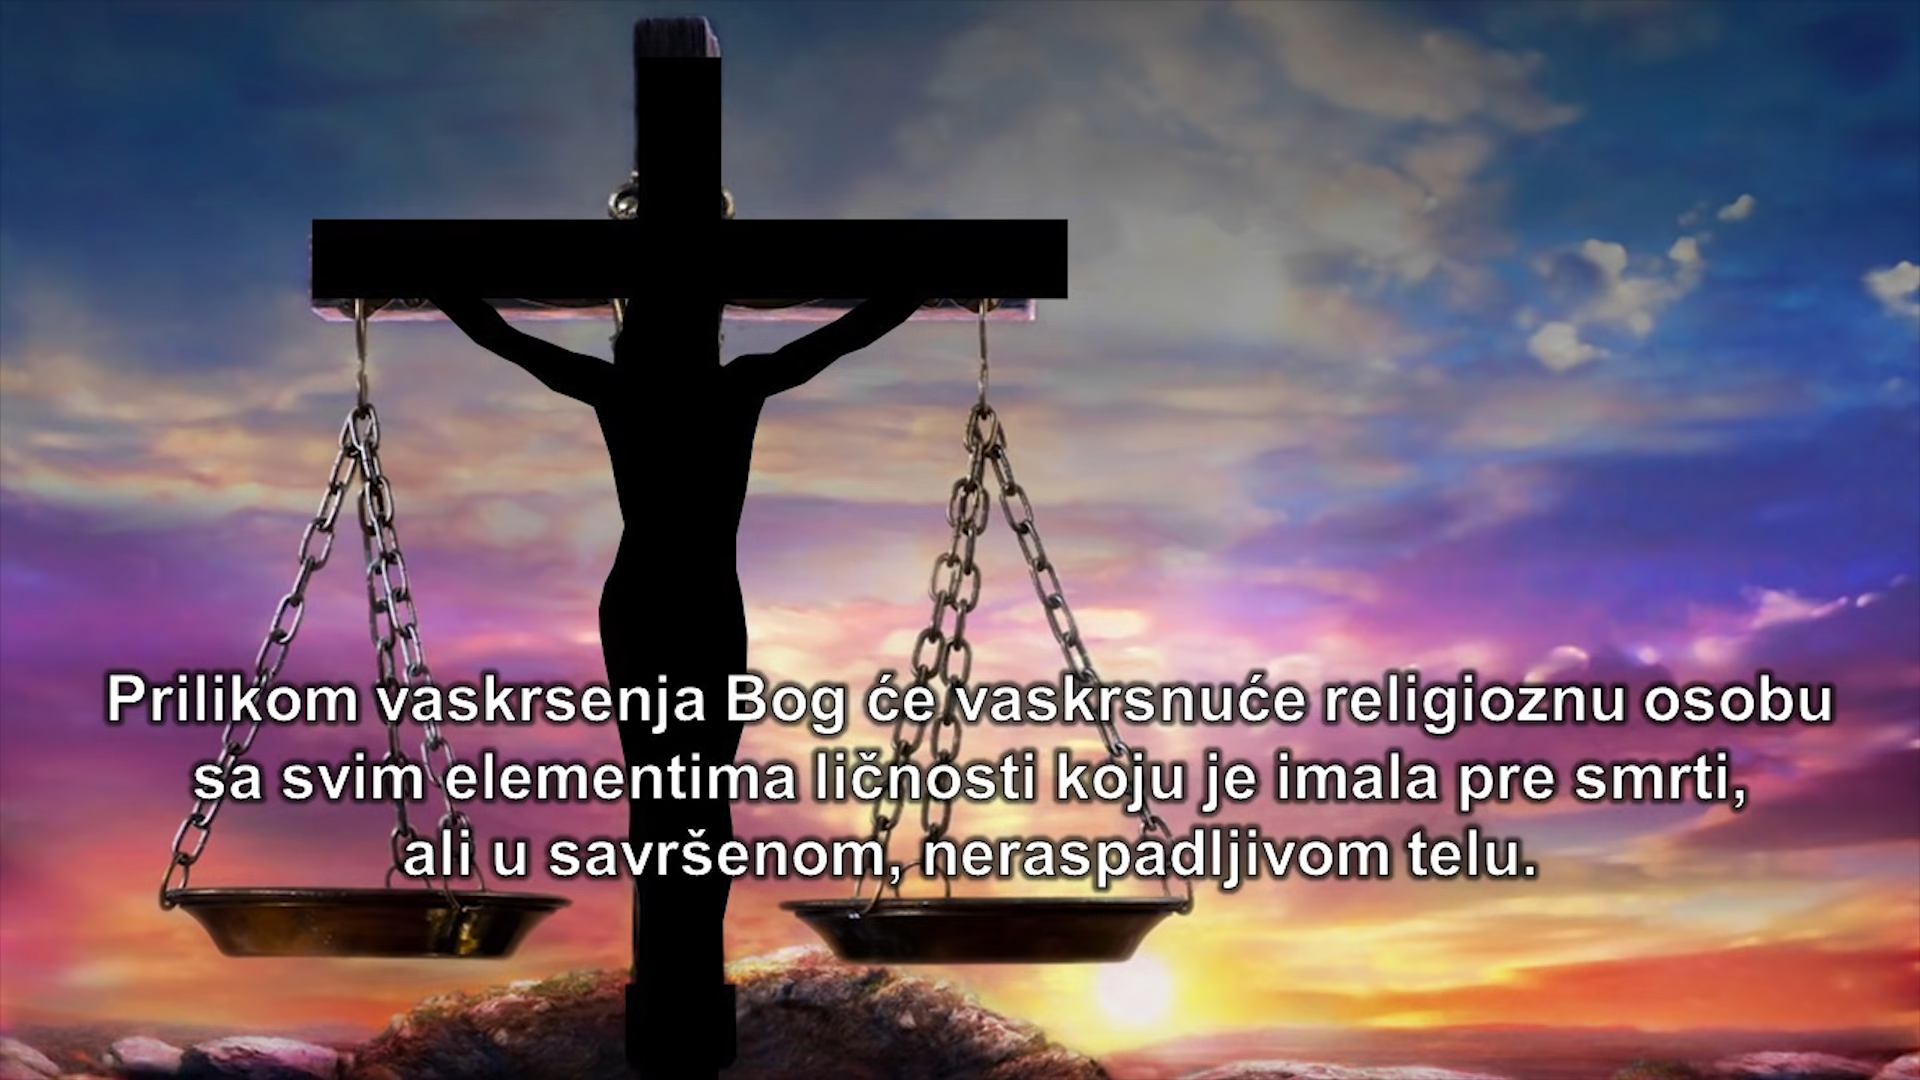 Prilikom vaskrsenja Bog će vaskrsnuće religioznu osobu
sa svim elementima ličnosti koju je imala pre smrti,
ali u savršenom, neraspadljivom telu.